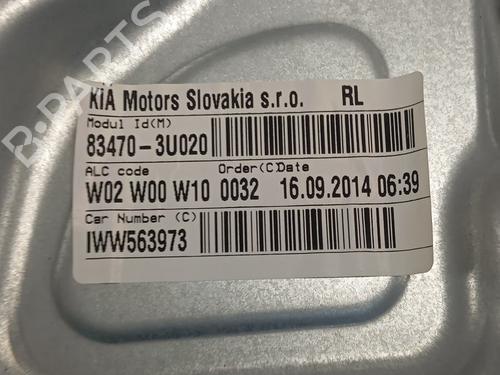 B-PARTS
KIA Motors Slovakia s.r.o. RL
Modul Id(M)
83470-3U020
ALC code Order(C)Date
W02 W00 W10 0032 16.09.2014 06:39
Car Number (C)
IWW563973